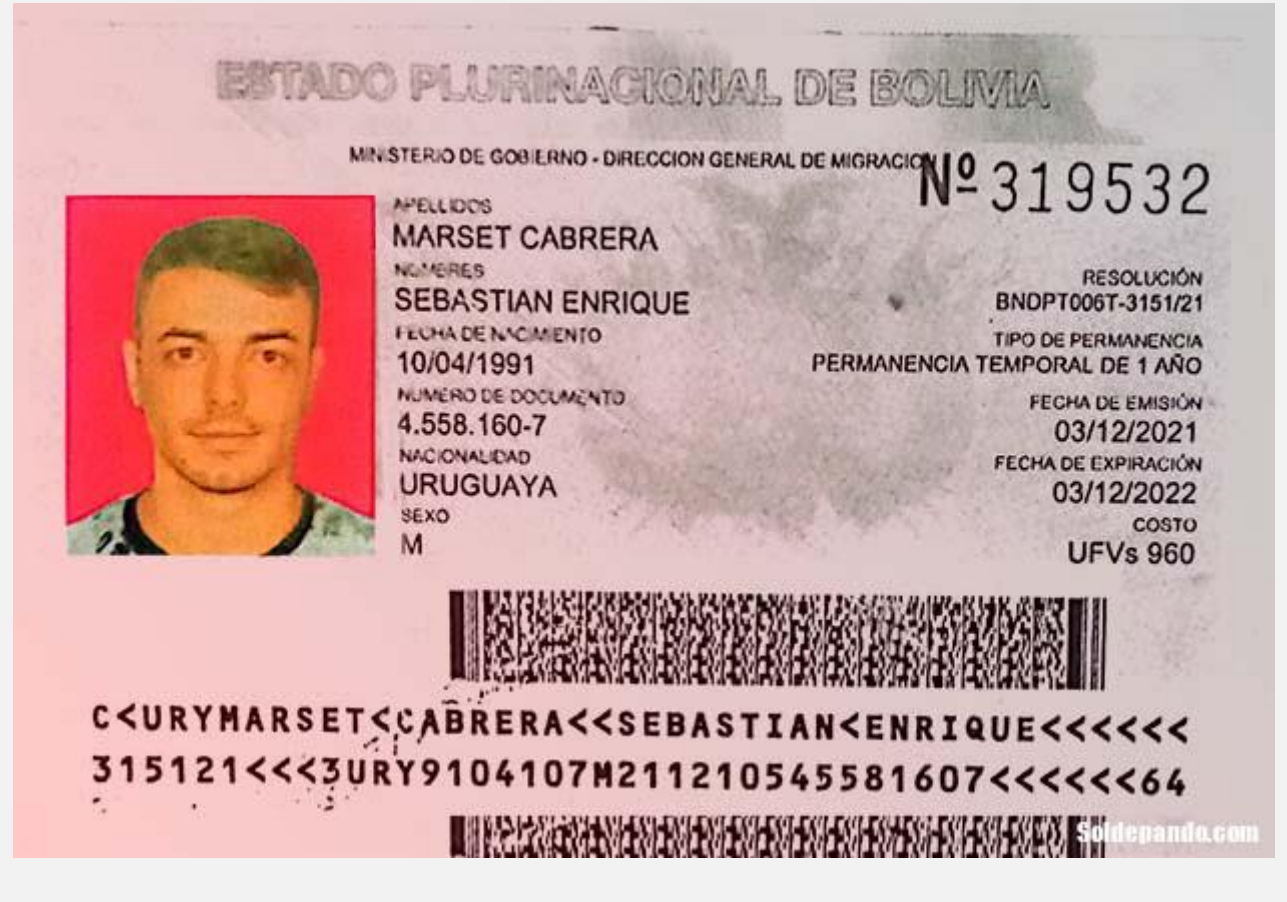 ESTADO PLURINACIONAL DE BOLIVIA
MINISTERIO DE GOBIERNO - DIRECCION GENERAL DE MIGRACION
Nº 319532
APELLIDOS
MARSET CABRERA
NOMBRES
SEBASTIAN ENRIQUE
FECHA DE NACIMIENTO
10/04/1991
NUMERO DE DOCUMENTO
4.558.160-7
NACIONALIDAD
URUGUAYA
SEXO
M
RESOLUCIÓN
BNDPT006T-3151/21
TIPO DE PERMANENCIA
PERMANENCIA TEMPORAL DE 1 AÑO
FECHA DE EMISIÓN
03/12/2021
FECHA DE EXPIRACIÓN
03/12/2022
COSTO
UFVs 960
C<URYMARSET<CABRERA<<SEBASTIAN<ENRIQUE<<<<<<
315121<<<3URY9104107M211210545581607<<<<<<64
Soldepando.com